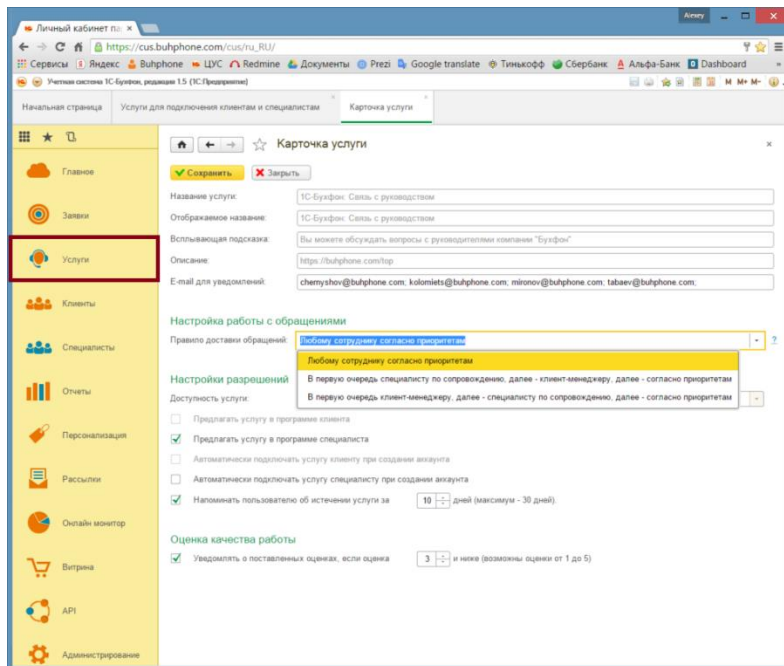 Alexey
Личный кабинет па
https://cus.buhphone.com/cus/ru_RU/
Сервисы Яндекс Buhphone ЦУС Redmine Документы Prezi Google translate Тинькофф Сбербанк Альфа-Банк Dashboard »
Учетная система 1С-Бухфон, редакция 1.5 (1С:Предприятие) M M+ M-
Начальная страница Услуги для подключения клиентам и специалистам Карточка услуги
Карточка услуги
Сохранить Закрыть
Главное
Заявки
Услуги
Клиенты
Специалисты
Отчеты
Персонализация
Рассылки
Онлайн монитор
Витрина
API
Администрирование
Название услуги: 1С-Бухфон: Связь с руководством
Отображаемое название: 1С-Бухфон: Связь с руководством
Всплывающая подсказка: Вы можете обсуждать вопросы с руководителями компании "Бухфон"
Описание: https://buhphone.com/top
E-mail для уведомлений: chernyshov@buhphone.com; kolomiets@buhphone.com; mironov@buhphone.com; tabaev@buhphone.com;
Настройка работы с обращениями
Правило доставки обращений: Любому сотруднику согласно приоритетам ?
Любому сотруднику согласно приоритетам
В первую очередь специалисту по сопровождению, далее - клиент-менеджеру, далее - согласно приоритетам
В первую очередь клиент-менеджеру, далее - специалисту по сопровождению, далее - согласно приоритетам
Настройки разрешений
Доступность услуги:
Предлагать услугу в программе клиента
Предлагать услугу в программе специалиста
Автоматически подключать услугу клиенту при создании аккаунта
Автоматически подключать услугу специалисту при создании аккаунта
Напоминать пользователю об истечении услуги за 10 дней (максимум - 30 дней).
Оценка качества работы
Уведомлять о поставленных оценках, если оценка 3 и ниже (возможны оценки от 1 до 5)